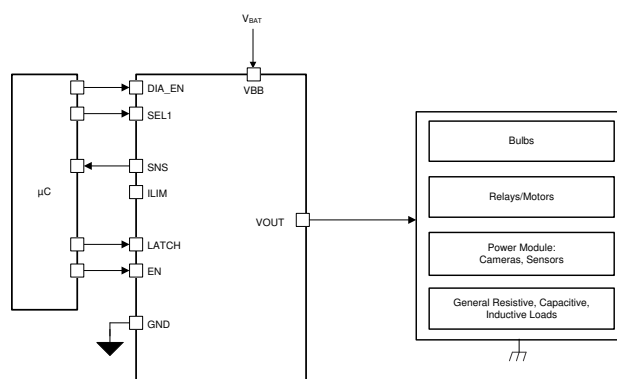 VBAT
DIA_EN
VBB
SEL1
Bulbs
SNS
µC
ILIM
Relays/Motors
VOUT
LATCH
Power Module:
Cameras, Sensors
EN
General Resistive, Capacitive,
Inductive Loads
GND